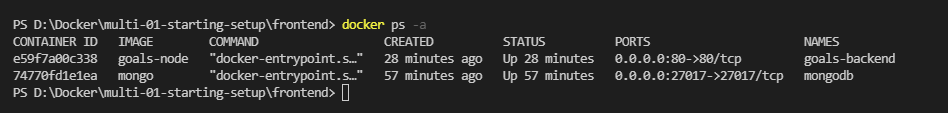 PS D:\Docker\multi-01-starting-setup\frontend> docker ps -a
CONTAINER ID   IMAGE        COMMAND                  CREATED          STATUS          PORTS                      NAMES
e59f7a00c338   goals-node   "docker-entrypoint.s…"   28 minutes ago   Up 28 minutes   0.0.0.0:80->80/tcp         goals-backend
74770fd1e1ea   mongo        "docker-entrypoint.s…"   57 minutes ago   Up 57 minutes   0.0.0.0:27017->27017/tcp   mongodb
PS D:\Docker\multi-01-starting-setup\frontend>